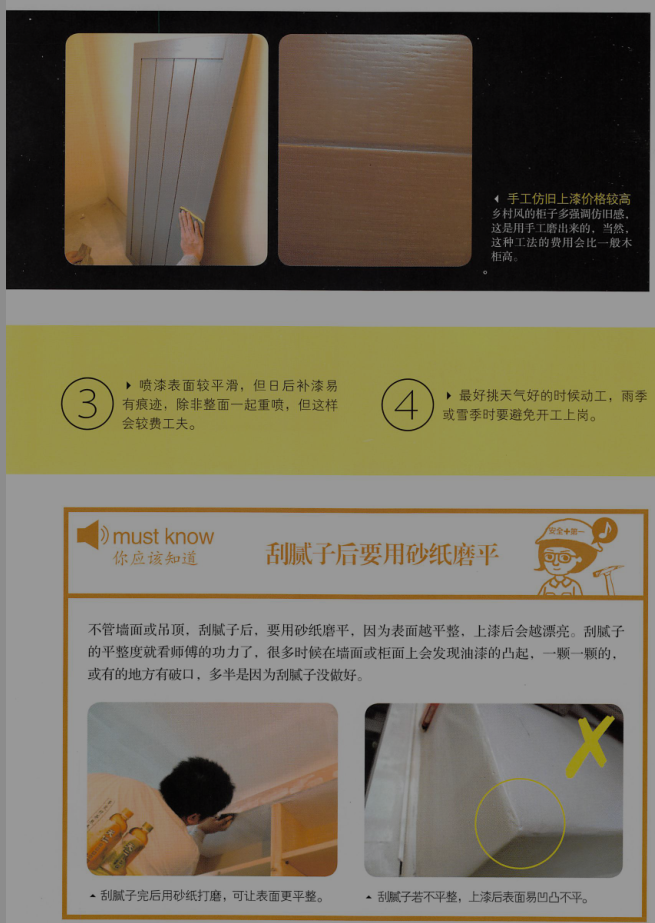 手工仿旧上漆价格较高
乡村风的柜子多强调仿旧感，
这是用手工磨出来的，当然，
这种工法的费用会比一般木
柜高。
。
3
喷漆表面较平滑，但日后补漆易
有痕迹，除非整面一起重喷，但这样
会较费工夫。
4
最好挑天气好的时候动工，雨季
或雪季时要避免开工上岗。
must know
你应该知道
刮腻子后要用砂纸磨平
安全+第一
不管墙面或吊顶，刮腻子后，要用砂纸磨平，因为表面越平整，上漆后会越漂亮。刮腻子
的平整度就看师傅的功力了，很多时候在墙面或柜面上会发现油漆的凸起，一颗一颗的，
或有的地方有破口，多半是因为刮腻子没做好。
刮腻子完后用砂纸打磨，可让表面更平整。
刮腻子若不平整，上漆后表面易凹凸不平。